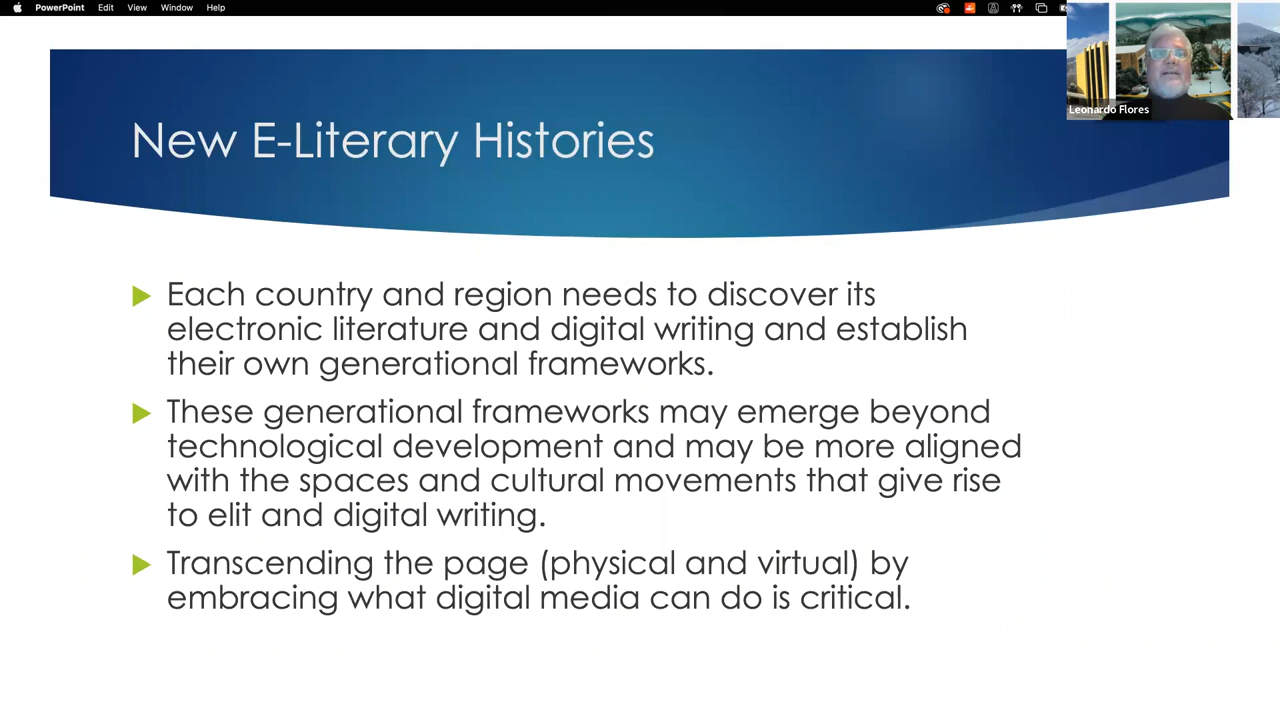 PowerPoint Edit View Window Help
Leonardo Flores
New E-Literary Histories
Each country and region needs to discover its
electronic literature and digital writing and establish
their own generational frameworks.
These generational frameworks may emerge beyond
technological development and may be more aligned
with the spaces and cultural movements that give rise
to elit and digital writing.
Transcending the page (physical and virtual) by
embracing what digital media can do is critical.